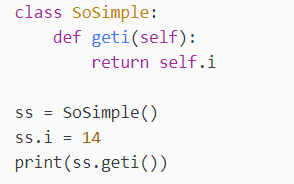 class SoSimple:
    def geti(self):
        return self.i

ss = SoSimple()
ss.i = 14
print(ss.geti())